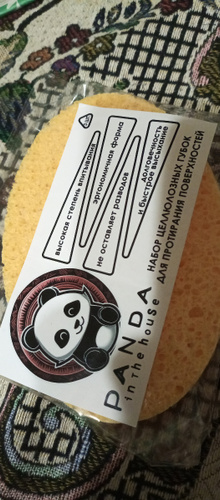 высокая степень впитывания
эргономичная форма
не оставляет разводов
долговечность
и быстрое высыхание
НАБОР ЦЕЛЛЮЛОЗНЫХ ГУБОК
ДЛЯ ПРОТИРАНИЯ ПОВЕРХНОСТЕЙ
PANDA
in the house